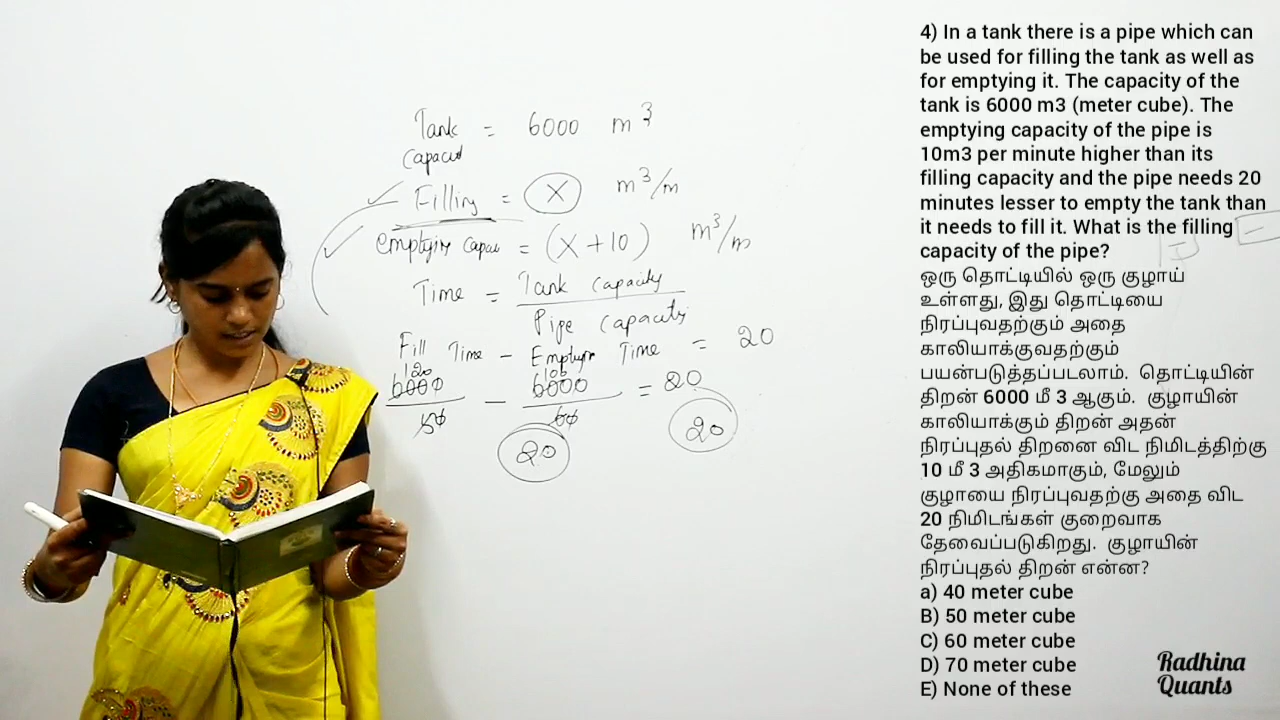 Tank = 6000 m3
Capacit
Filling = X m3/m
Emptying Capac = (X+10) m3/m
Time = Tank Capacity
Pipe Capacity
Fill Time - Emptyin Time = 20
120 100
6000 - 6000 = 20
50 60
20 20
4) In a tank there is a pipe which can
be used for filling the tank as well as
for emptying it. The capacity of the
tank is 6000 m3 (meter cube). The
emptying capacity of the pipe is
10m3 per minute higher than its
filling capacity and the pipe needs 20
minutes lesser to empty the tank than
it needs to fill it. What is the filling
capacity of the pipe?
ஒரு தொட்டியில் ஒரு குழாய்
உள்ளது, இது தொட்டியை
நிரப்புவதற்கும் அதை
காலியாக்குவதற்கும்
பயன்படுத்தப்படலாம். தொட்டியின்
திறன் 6000 மீ 3 ஆகும். குழாயின்
காலியாக்கும் திறன் அதன்
நிரப்புதல் திறனை விட நிமிடத்திற்கு
10 மீ 3 அதிகமாகும், மேலும்
குழாயை நிரப்புவதற்கு அதை விட
20 நிமிடங்கள் குறைவாக
தேவைப்படுகிறது. குழாயின்
நிரப்புதல் திறன் என்ன?
a) 40 meter cube
B) 50 meter cube
C) 60 meter cube
D) 70 meter cube
E) None of these
Radhina
Quants